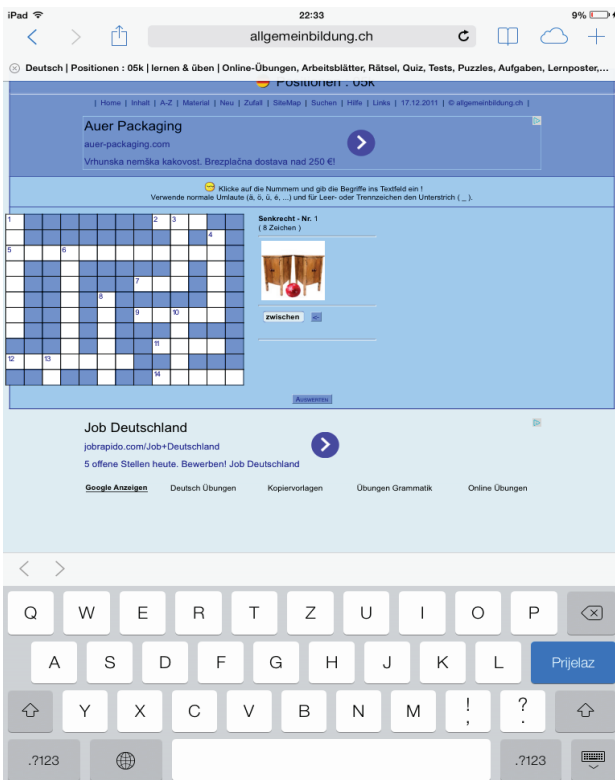 iPad 22:33 9%
allgemeinbildung.ch
Deutsch | Positionen : 05k | lernen & üben | Online-Übungen, Arbeitsblätter, Rätsel, Quiz, Tests, Puzzles, Aufgaben, Lernposter,...
Positionen : 05k
| Home | Inhalt | A-Z | Material | Neu | Zufall | SiteMap | Suchen | Hilfe | Links | 17.12.2011 | © allgemeinbildung.ch |
Auer Packaging
auer-packaging.com
Vrhunska nemška kakovost. Brezplačna dostava nad 250 €!
Klicke auf die Nummern und gib die Begriffe ins Textfeld ein !
Verwende normale Umlaute (ä, ö, ü, é, ...) und für Leer- oder Trennzeichen den Unterstrich ( _ ).
1 2 3
4
5 6
7
8
9 10
11
12 13
14
Senkrecht - Nr. 1
( 8 Zeichen )
zwischen <-
Auswerten
Job Deutschland
jobrapido.com/Job+Deutschland
5 offene Stellen heute. Bewerben! Job Deutschland
Google Anzeigen Deutsch Übungen Kopiervorlagen Übungen Grammatik Online Übungen
Q W E R T Z U I O P
A S D F G H J K L Prijelaz
Y X C V B N M ! , ? .
.?123 .?123